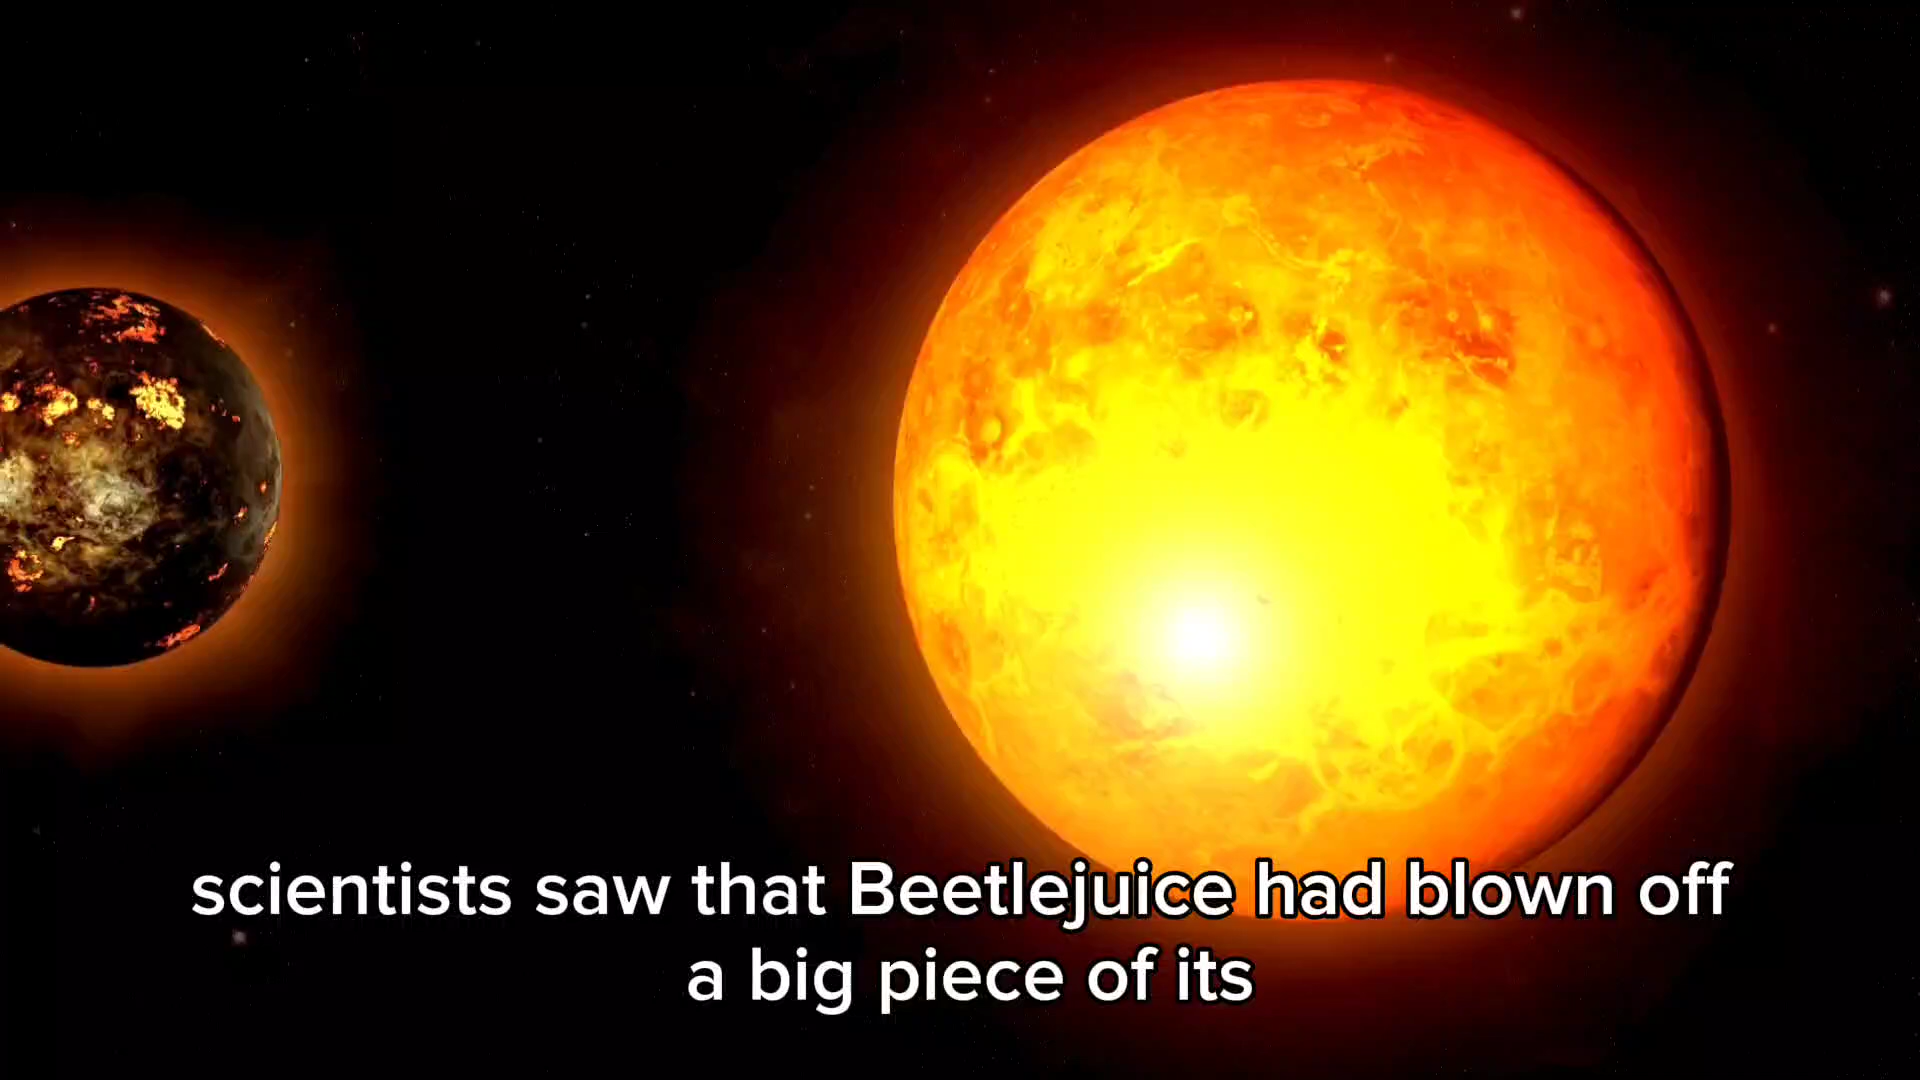 scientists saw that Beetlejuice had blown off
a big piece of its